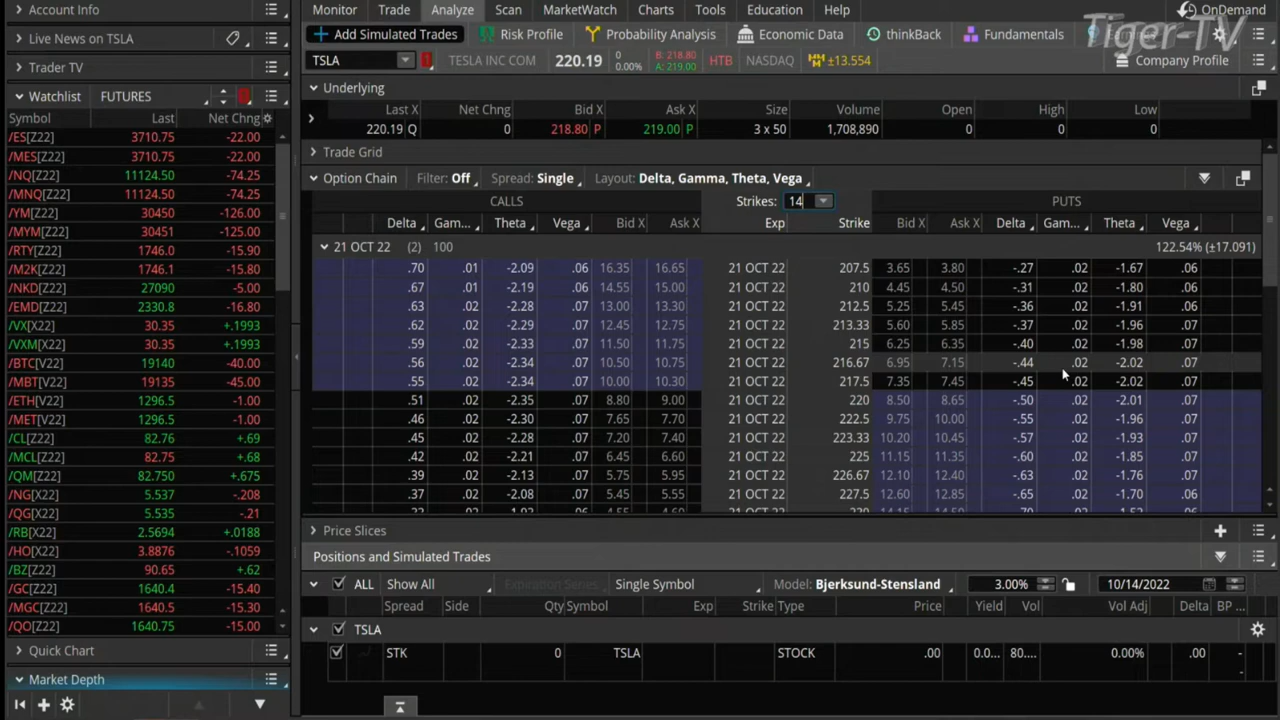 Account Info
Monitor Trade Analyze Scan MarketWatch Charts Tools Education Help OnDemand
Tiger-TV
Live News on TSLA
Add Simulated Trades Risk Profile Probability Analysis Economic Data thinkBack Fundamentals
Trader TV
TSLA TESLA INC COM 220.19 0 0.00% B: 218.80 A: 219.00 HTB NASDAQ ±13.554 Company Profile
Watchlist FUTURES
Underlying
Symbol Last Net Chng
Last X Net Chng Bid X Ask X Size Volume Open High Low
220.19 Q 0 218.80 P 219.00 P 3 x 50 1,708,890 0 0 0
Trade Grid
Option Chain Filter: Off Spread: Single Layout: Delta, Gamma, Theta, Vega
CALLS Strikes: 14 PUTS
Delta Gam... Theta Vega Bid X Ask X Exp Strike Bid X Ask X Delta Gam... Theta Vega
21 OCT 22 (2) 100 122.54% (±17.091)
.70 .01 -2.09 .06 16.35 16.65 21 OCT 22 207.5 3.65 3.80 -.27 .02 -1.67 .06
.67 .01 -2.19 .06 14.55 15.00 21 OCT 22 210 4.45 4.50 -.31 .02 -1.80 .06
.63 .02 -2.28 .06 13.00 13.30 21 OCT 22 212.5 5.25 5.45 -.36 .02 -1.91 .06
.62 .02 -2.29 .06 12.45 12.75 21 OCT 22 213.33 5.60 5.85 -.37 .02 -1.96 .07
.59 .02 -2.33 .07 11.50 11.75 21 OCT 22 215 6.25 6.35 -.40 .02 -1.98 .07
.56 .02 -2.34 .07 10.50 10.75 21 OCT 22 216.67 6.95 7.15 -.44 .02 -2.02 .07
.55 .02 -2.34 .07 10.00 10.30 21 OCT 22 217.5 7.35 7.45 -.45 .02 -2.02 .07
.51 .02 -2.35 .07 8.80 9.00 21 OCT 22 220 8.50 8.65 -.50 .02 -2.01 .07
.46 .02 -2.30 .07 7.65 7.70 21 OCT 22 222.5 9.75 10.00 -.55 .02 -1.96 .07
.45 .02 -2.28 .07 7.20 7.40 21 OCT 22 223.33 10.20 10.45 -.57 .02 -1.93 .07
.42 .02 -2.21 .07 6.45 6.60 21 OCT 22 225 11.15 11.35 -.60 .02 -1.85 .07
.39 .02 -2.13 .07 5.75 5.95 21 OCT 22 226.67 12.10 12.40 -.63 .02 -1.76 .07
.37 .02 -2.08 .07 5.45 5.55 21 OCT 22 227.5 12.60 12.85 -.65 .02 -1.70 .06
/ES[Z22] 3710.75 -22.00
/MES[Z22] 3710.75 -22.00
/NQ[Z22] 11124.50 -74.25
/MNQ[Z22] 11124.50 -74.25
/YM[Z22] 30450 -126.00
/MYM[Z22] 30451 -125.00
/RTY[Z22] 1746.0 -15.90
/M2K[Z22] 1746.1 -15.80
/NKD[Z22] 27090 -5.00
/EMD[Z22] 2330.8 -16.80
/VX[X22] 30.35 +.1993
/VXM[X22] 30.35 +.1993
/BTC[V22] 19140 -40.00
/MBT[V22] 19135 -45.00
/ETH[V22] 1296.5 -1.00
/MET[V22] 1296.5 -1.00
/CL[Z22] 82.76 +.69
/MCL[Z22] 82.75 +.68
/QM[Z22] 82.750 +.675
/NG[X22] 5.537 -.208
/QG[X22] 5.535 -.21
/RB[X22] 2.5694 +.0188
/HO[X22] 3.8876 -.1059
/BZ[Z22] 90.65 +.62
/GC[Z22] 1640.4 -15.40
/MGC[Z22] 1640.5 -15.30
/QO[Z22] 1640.75 -15.00
Price Slices
Positions and Simulated Trades
ALL Show All Expiration Series Single Symbol Model: Bjerksund-Stensland 3.00% 10/14/2022
Spread Side Qty Symbol Exp Strike Type Price Yield Vol Vol Adj Delta BP ...
TSLA
STK 0 TSLA STOCK .00 0.0... 80.... 0.00% .00 -
-
Quick Chart
Market Depth